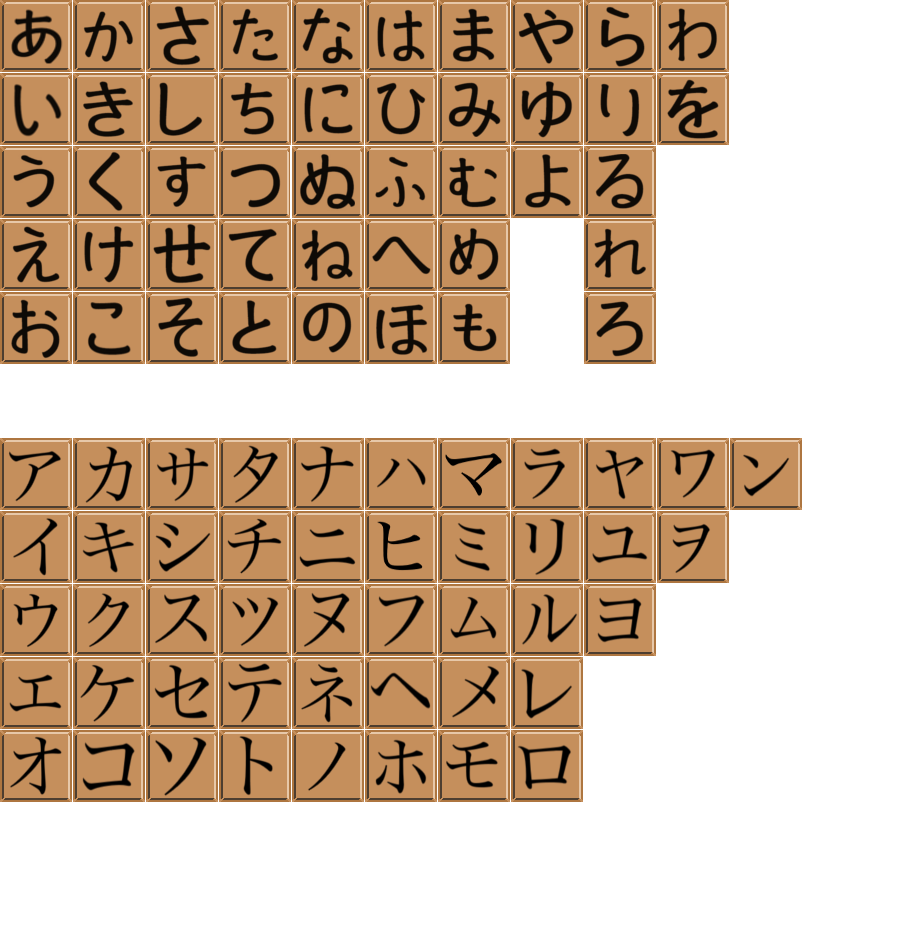 あかさたなはまやらわ
いきしちにひみゆりを
うくすつぬふむよる
えけせてねへめれ
おこそとのほもろ
アカサタナハマラヤワン
イキシチニヒミリユヲ
ウクスツヌフムルヨ
エケセテネヘメレ
オコソトノホモロ